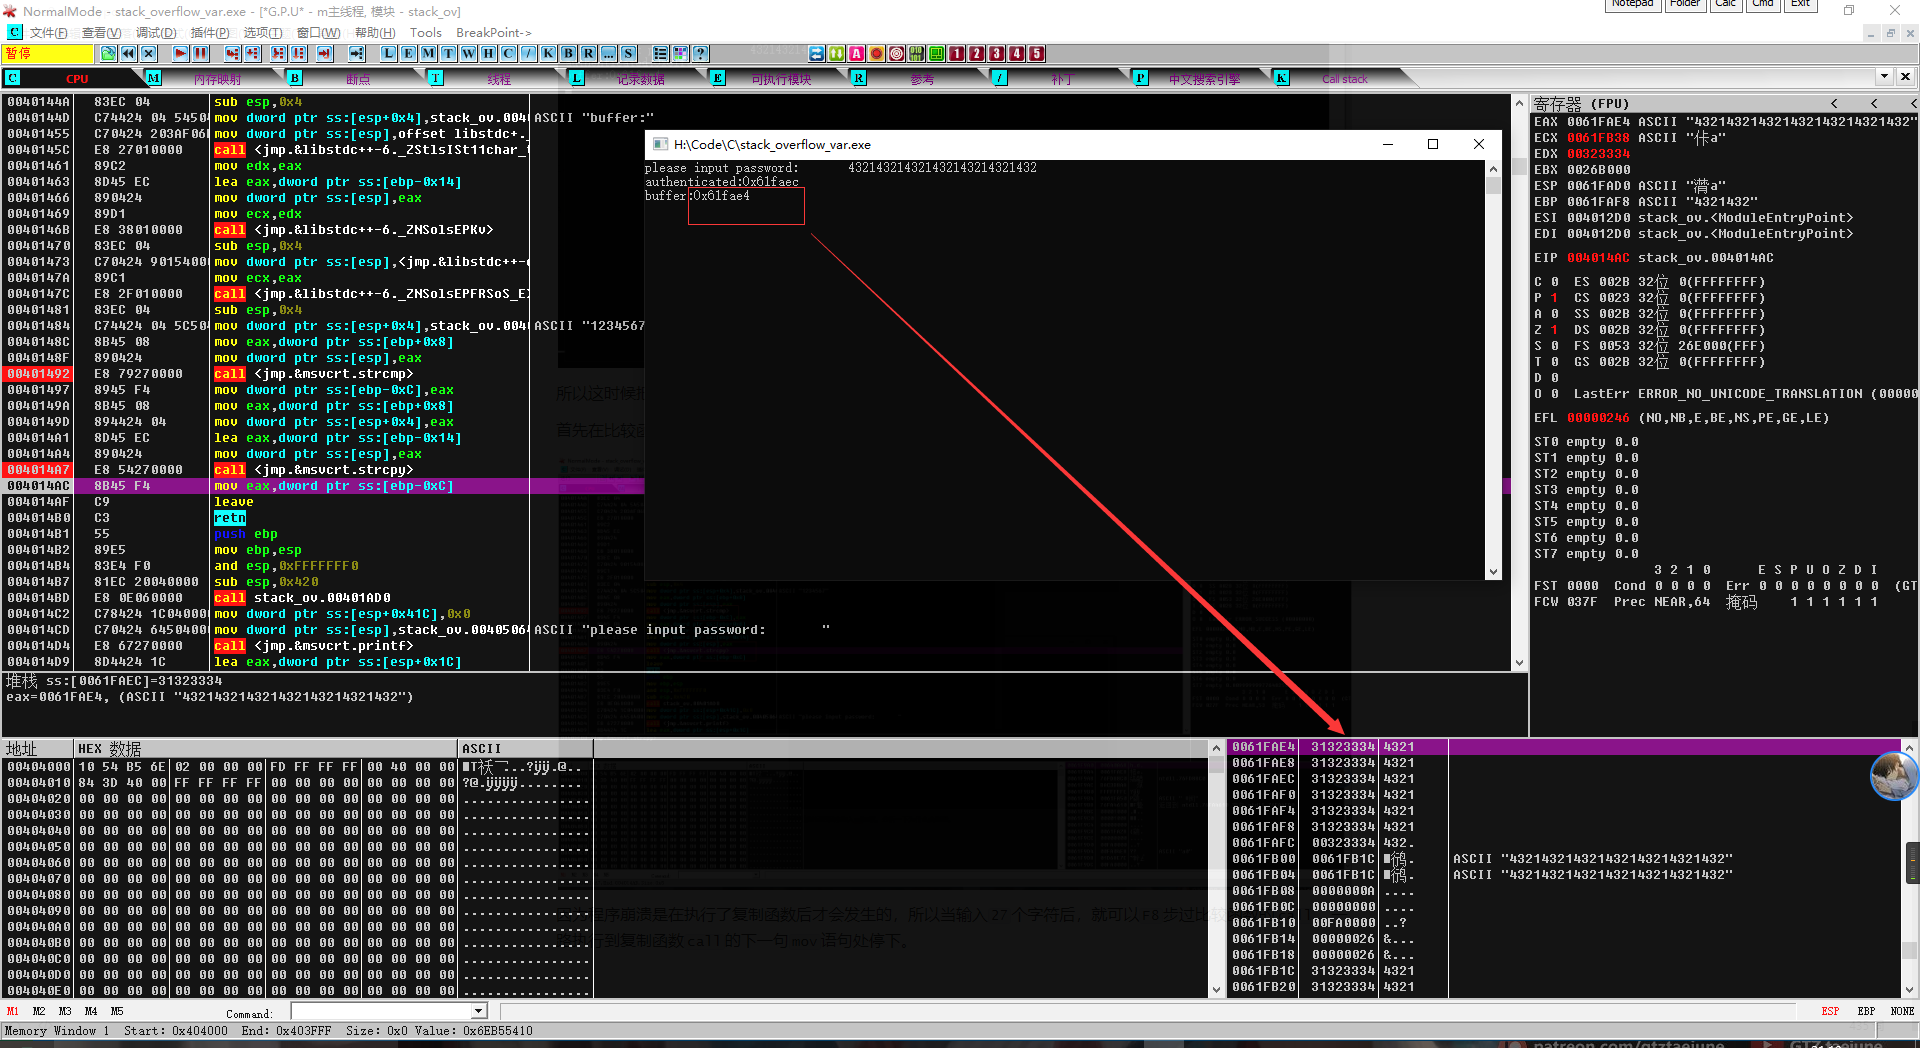 NormalMode - stack_overflow_var.exe - [*G.P.U* - m主线程, 模块 - stack_ov]
Notepad Folder Calc Cmd Exit
C 文件(F) 查看(V) 调试(D) 插件(P) 选项(T) 窗口(W) 帮助(H) Tools BreakPoint->
暂停 L E M T W H C / K B R ... S ? 1 2 3 4 5
C CPU M 内存映射 B 断点 T 线程 L 记录数据 E 可执行模块 R 参考 / 补丁 P 中文搜索引擎 K Call stack
0040144A 83EC 04 sub esp,0x4
0040144D C74424 04 5450 mov dword ptr ss:[esp+0x4],stack_ov.004 ASCII "buffer:"
00401455 C70424 203AF06 mov dword ptr ss:[esp],offset libstdc+.
0040145C E8 27010000 call <jmp.&libstdc++-6._ZStlsISt11char_
00401461 89C2 mov edx,eax
00401463 8D45 EC lea eax,dword ptr ss:[ebp-0x14]
00401466 890424 mov dword ptr ss:[esp],eax
00401469 89D1 mov ecx,edx
0040146B E8 38010000 call <jmp.&libstdc++-6._ZNSolsEPKv>
00401470 83EC 04 sub esp,0x4
00401473 C70424 9015400 mov dword ptr ss:[esp],<jmp.&libstdc++-
0040147A 89C1 mov ecx,eax
0040147C E8 2F010000 call <jmp.&libstdc++-6._ZNSolsEPFRSoS_E
00401481 83EC 04 sub esp,0x4
00401484 C74424 04 5C50 mov dword ptr ss:[esp+0x4],stack_ov.004 ASCII "1234567
0040148C 8B45 08 mov eax,dword ptr ss:[ebp+0x8]
0040148F 890424 mov dword ptr ss:[esp],eax
00401492 E8 79270000 call <jmp.&msvcrt.strcmp>
00401497 8945 F4 mov dword ptr ss:[ebp-0xC],eax
0040149A 8B45 08 mov eax,dword ptr ss:[ebp+0x8]
0040149D 894424 04 mov dword ptr ss:[esp+0x4],eax
004014A1 8D45 EC lea eax,dword ptr ss:[ebp-0x14]
004014A4 890424 mov dword ptr ss:[esp],eax
004014A7 E8 54270000 call <jmp.&msvcrt.strcpy>
004014AC 8B45 F4 mov eax,dword ptr ss:[ebp-0xC]
004014AF C9 leave
004014B0 C3 retn
004014B1 55 push ebp
004014B2 89E5 mov ebp,esp
004014B4 83E4 F0 and esp,0xFFFFFFF0
004014B7 81EC 20040000 sub esp,0x420
004014BD E8 0E060000 call stack_ov.00401AD0
004014C2 C78424 1C04000 mov dword ptr ss:[esp+0x41C],0x0
004014CD C70424 6450400 mov dword ptr ss:[esp],stack_ov.0040506 ASCII "please input password: "
004014D4 E8 67270000 call <jmp.&msvcrt.printf>
004014D9 8D4424 1C lea eax,dword ptr ss:[esp+0x1C]
H:\Code\C\stack_overflow_var.exe
please input password: 432143214321432143214321432
authenticated:0x61faec
buffer:0x61fae4
所以这时候
首先在比较函
寄存器 (FPU) < < <
EAX 0061FAE4 ASCII "432143214321432143214321432"
ECX 0061FB38 ASCII "佧a"
EDX 00323334
EBX 0026B000
ESP 0061FAD0 ASCII "a"
EBP 0061FAF8 ASCII "4321432"
ESI 004012D0 stack_ov.<ModuleEntryPoint>
EDI 004012D0 stack_ov.<ModuleEntryPoint>
EIP 004014AC stack_ov.004014AC
C 0 ES 002B 32位 0(FFFFFFFF)
P 1 CS 0023 32位 0(FFFFFFFF)
A 0 SS 002B 32位 0(FFFFFFFF)
Z 1 DS 002B 32位 0(FFFFFFFF)
S 0 FS 0053 32位 26E000(FFF)
T 0 GS 002B 32位 0(FFFFFFFF)
D 0
O 0 LastErr ERROR_NO_UNICODE_TRANSLATION (00000
EFL 00000246 (NO,NB,E,BE,NS,PE,GE,LE)
ST0 empty 0.0
ST1 empty 0.0
ST2 empty 0.0
ST3 empty 0.0
ST4 empty 0.0
ST5 empty 0.0
ST6 empty 0.0
ST7 empty 0.0
3 2 1 0 E S P U O Z D I
FST 0000 Cond 0 0 0 0 Err 0 0 0 0 0 0 0 0 (GT
FCW 037F Prec NEAR,64 掩码 1 1 1 1 1 1
堆栈 ss:[0061FAEC]=31323334
eax=0061FAE4, (ASCII "432143214321432143214321432")
地址 HEX 数据 ASCII
00404000 10 54 B5 6E 02 00 00 00 FD FF FF FF 00 40 00 00
00404010 84 3D 40 00 FF FF FF FF 00 00 00 00 00 00 00 00
00404020 00 00 00 00 00 00 00 00 00 00 00 00 00 00 00 00 ................
00404030 00 00 00 00 00 00 00 00 00 00 00 00 00 00 00 00 ................
00404040 00 00 00 00 00 00 00 00 00 00 00 00 00 00 00 00 ................
00404050 00 00 00 00 00 00 00 00 00 00 00 00 00 00 00 00 ................
00404060 00 00 00 00 00 00 00 00 00 00 00 00 00 00 00 00 ................
00404070 00 00 00 00 00 00 00 00 00 00 00 00 00 00 00 00 ................
00404080 00 00 00 00 00 00 00 00 00 00 00 00 00 00 00 00 ................
00404090 00 00 00 00 00 00 00 00 00 00 00 00 00 00 00 00 ................
004040A0 00 00 00 00 00 00 00 00 00 00 00 00 00 00 00 00 ................
004040B0 00 00 00 00 00 00 00 00 00 00 00 00 00 00 00 00 ................
004040C0 00 00 00 00 00 00 00 00 00 00 00 00 00 00 00 00 ................
004040D0 00 00 00 00 00 00 00 00 00 00 00 00 00 00 00 00 ................
004040E0 00 00 00 00 00 00 00 00 00 00 00 00 00 00 00 00 ................
因为程序崩溃是在执行了复制函数后才会发生的，所以当输入 27 个字符后，就可以 F8 步过比较
执行到复制函数 call 的下一句 mov 语句处停下。
0061FAE4 31323334 4321
0061FAE8 31323334 4321
0061FAEC 31323334 4321
0061FAF0 31323334 4321
0061FAF4 31323334 4321
0061FAF8 31323334 4321
0061FAFC 00323334 432.
0061FB00 0061FB1C ASCII "432143214321432143214321432"
0061FB04 0061FB1C ASCII "432143214321432143214321432"
0061FB08 0000000A ....
0061FB0C 00000000 ....
0061FB10 00FA0000 ..?
0061FB14 00000026 &...
0061FB18 00000026 &...
0061FB1C 31323334 4321
0061FB20 31323334 4321
M1 M2 M3 M4 M5 Command: ESP EBP NONE
Memory Window 1 Start: 0x404000 End: 0x403FFF Size: 0x0 Value: 0x6EB55410